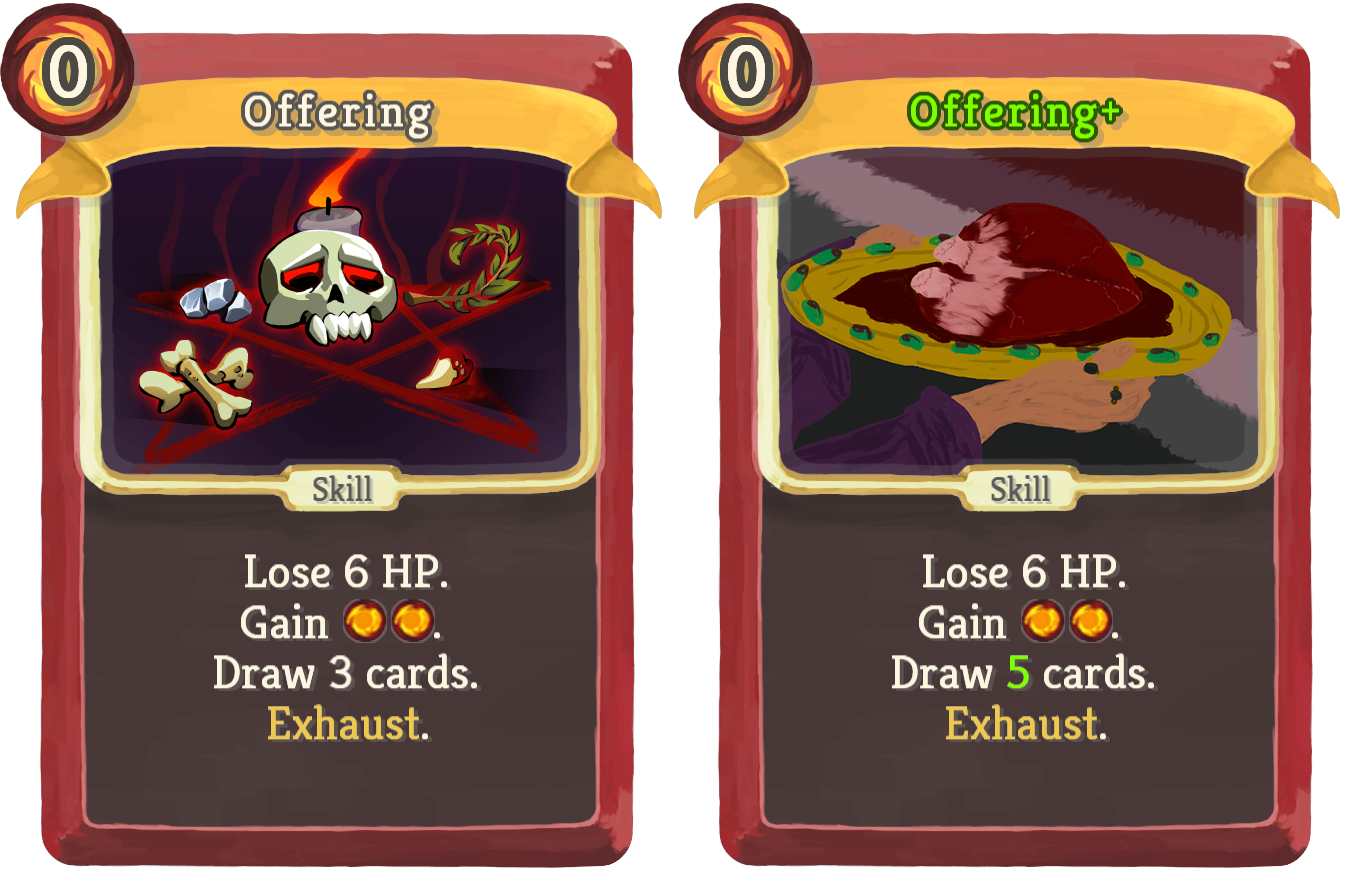 0
Offering
Skill
Lose 6 HP.
Gain .
Draw 3 cards.
Exhaust.
0
Offering+
Skill
Lose 6 HP.
Gain .
Draw 5 cards.
Exhaust.